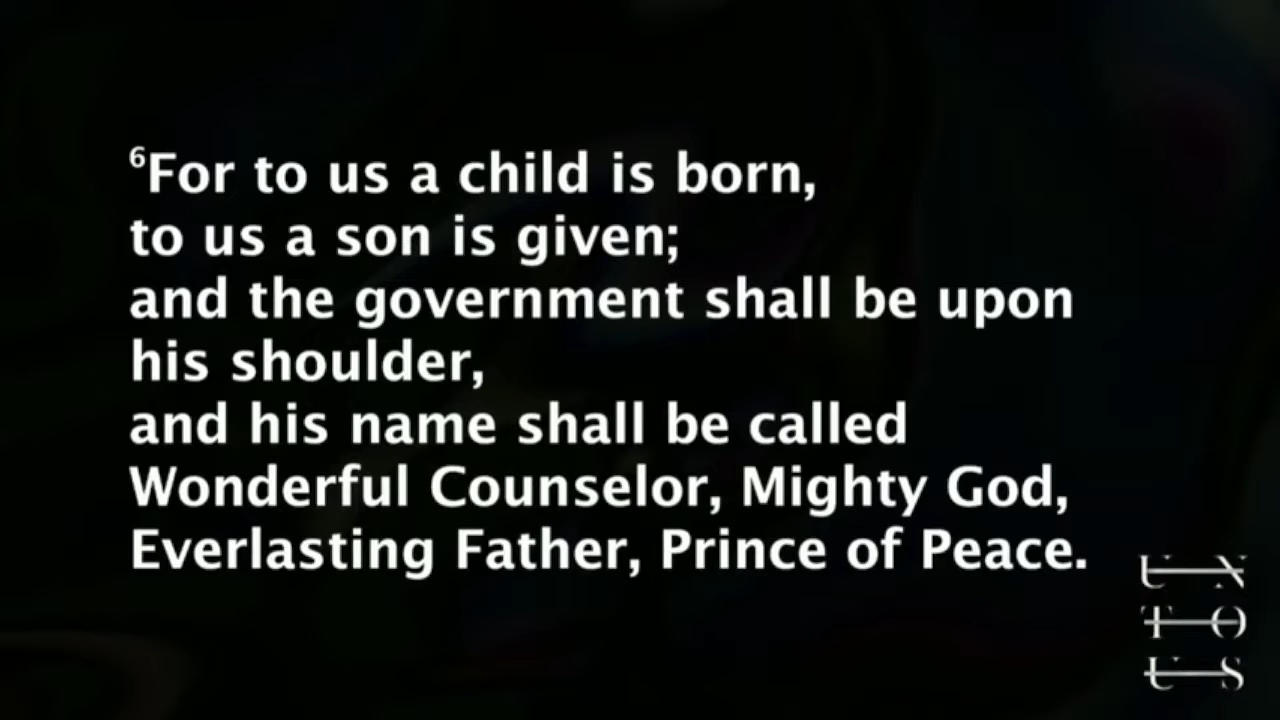 ⁶For to us a child is born,
to us a son is given;
and the government shall be upon
his shoulder,
and his name shall be called
Wonderful Counselor, Mighty God,
Everlasting Father, Prince of Peace.
UN
TO
US